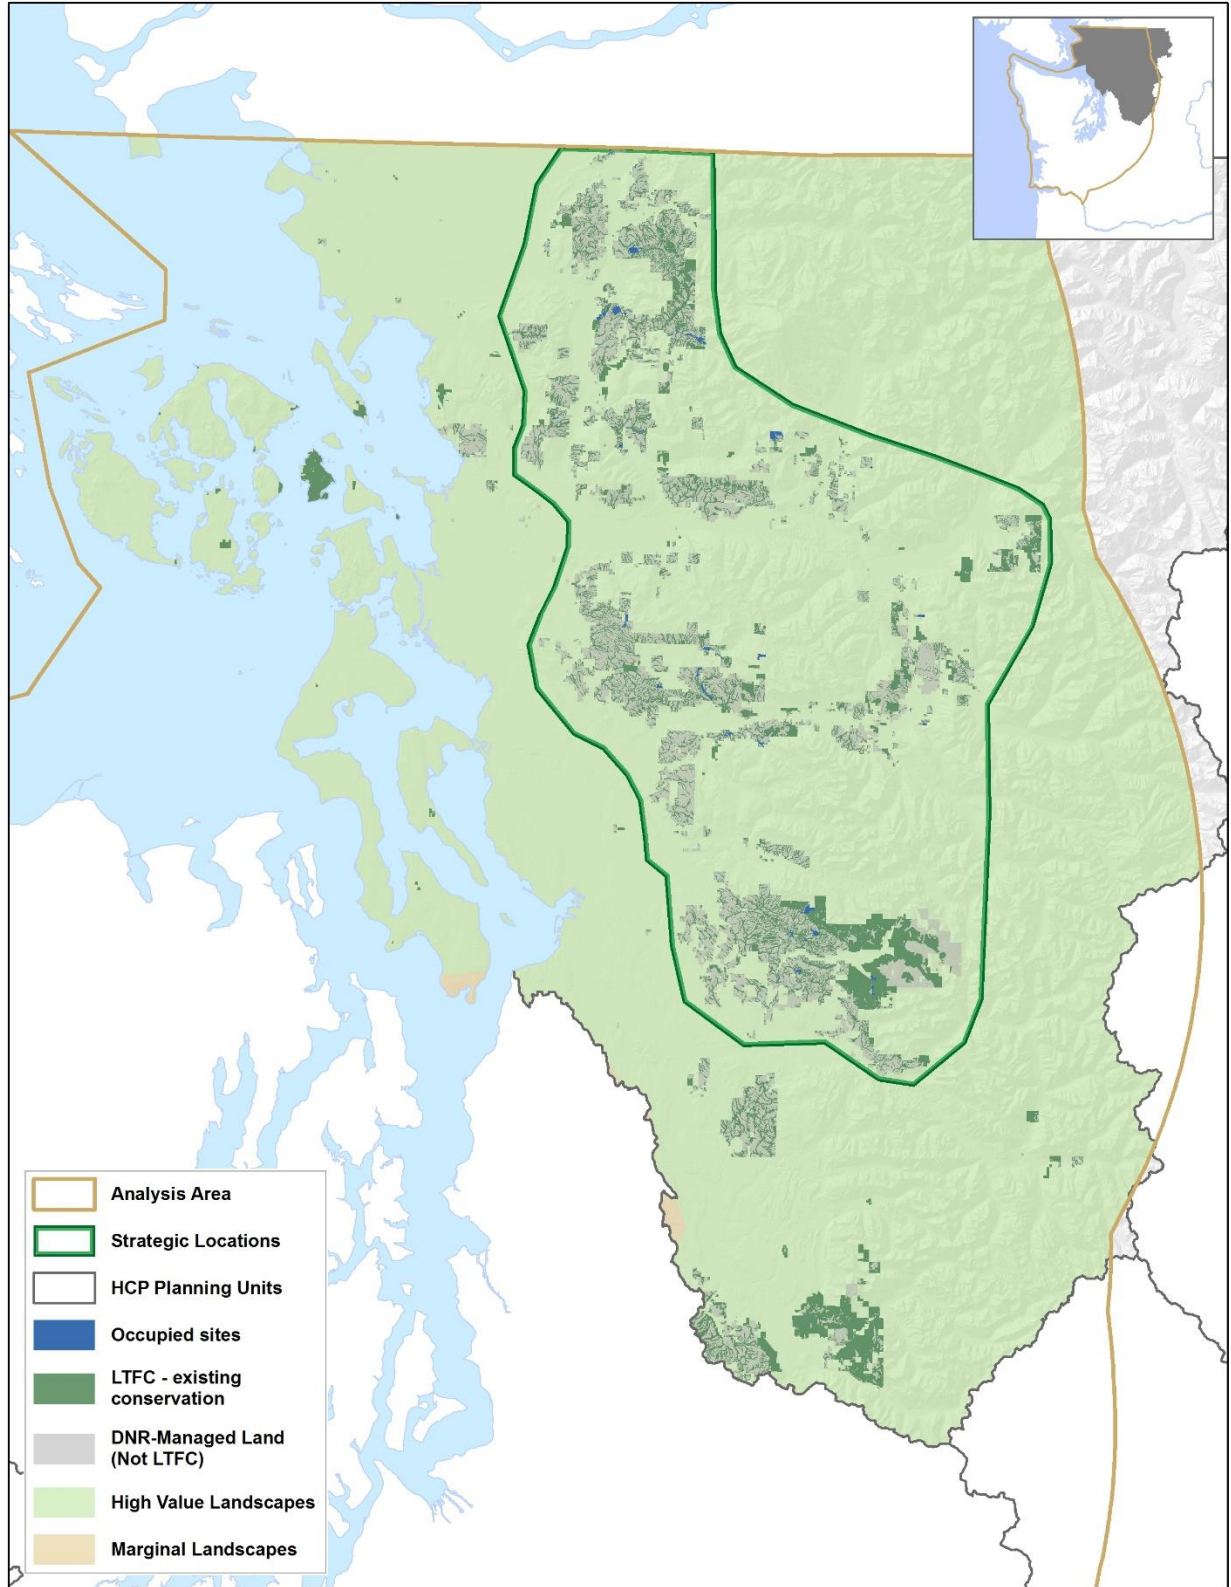 Analysis Area
Strategic Locations
HCP Planning Units
Occupied sites
LTFC - existing
conservation
DNR-Managed Land
(Not LTFC)
High Value Landscapes
Marginal Landscapes